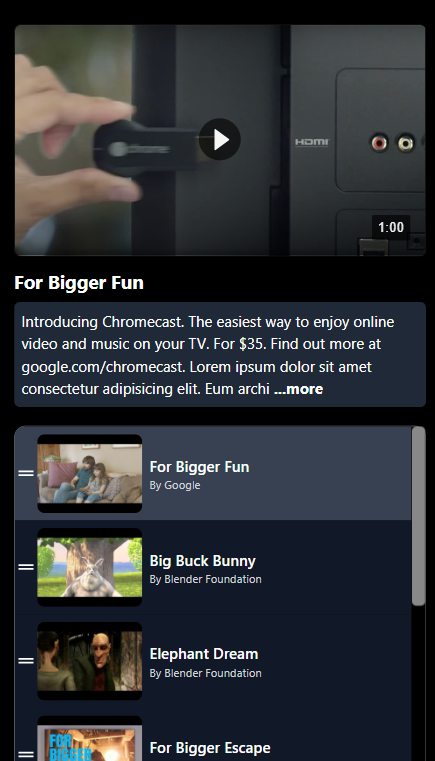 HDMI
1:00
For Bigger Fun
Introducing Chromecast. The easiest way to enjoy online
video and music on your TV. For $35. Find out more at
google.com/chromecast. Lorem ipsum dolor sit amet
consectetur adipisicing elit. Eum archi ...more
For Bigger Fun
By Google
Big Buck Bunny
By Blender Foundation
Elephant Dream
By Blender Foundation
FOR
BIGGER
For Bigger Escape